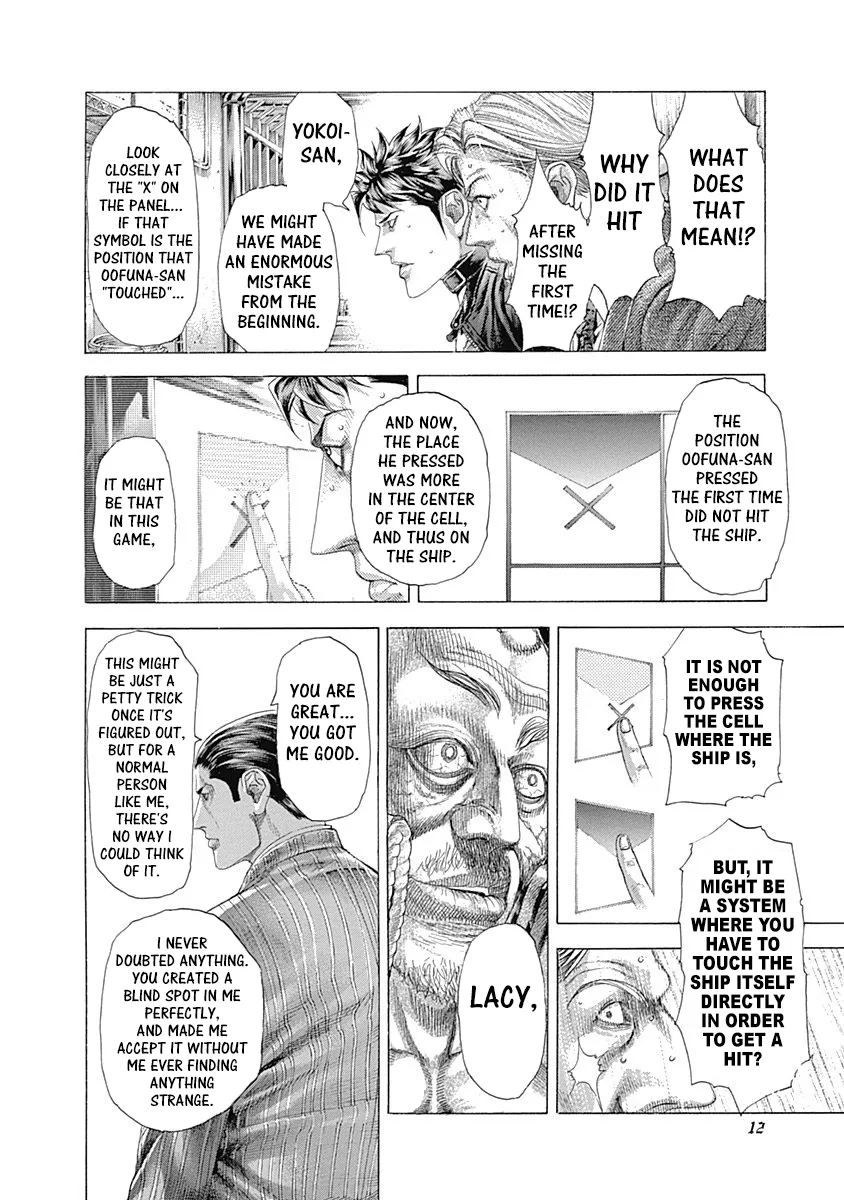 WHAT
DOES
THAT
MEAN!?
WHY
DID IT
HIT
AFTER
MISSING
THE
FIRST
TIME!?
YOKOI-
SAN,
WE MIGHT
HAVE MADE
AN ENORMOUS
MISTAKE
FROM THE
BEGINNING.
LOOK
CLOSELY AT
THE "X" ON
THE PANEL...
IF THAT
SYMBOL IS THE
POSITION THAT
OOFUNA-SAN
"TOUCHED"...
THE
POSITION
OOFUNA-SAN
PRESSED
THE FIRST TIME
DID NOT HIT
THE SHIP.
AND NOW,
THE PLACE
HE PRESSED
WAS MORE
IN THE CENTER
OF THE CELL,
AND THUS ON
THE SHIP.
IT MIGHT
BE THAT
IN THIS
GAME,
IT IS NOT
ENOUGH
TO PRESS
THE CELL
WHERE THE
SHIP IS,
BUT, IT
MIGHT BE
A SYSTEM
WHERE YOU
HAVE TO
TOUCH THE
SHIP ITSELF
DIRECTLY
IN ORDER
TO GET A
HIT?
LACY,
YOU ARE
GREAT...
YOU GOT
ME GOOD.
THIS MIGHT
BE JUST A
PETTY TRICK
ONCE IT'S
FIGURED OUT,
BUT FOR A
NORMAL
PERSON
LIKE ME,
THERE'S
NO WAY I
COULD THINK
OF IT.
I NEVER
DOUBTED ANYTHING.
YOU CREATED A
BLIND SPOT IN ME
PERFECTLY,
AND MADE ME
ACCEPT IT WITHOUT
ME EVER FINDING
ANYTHING
STRANGE.
12